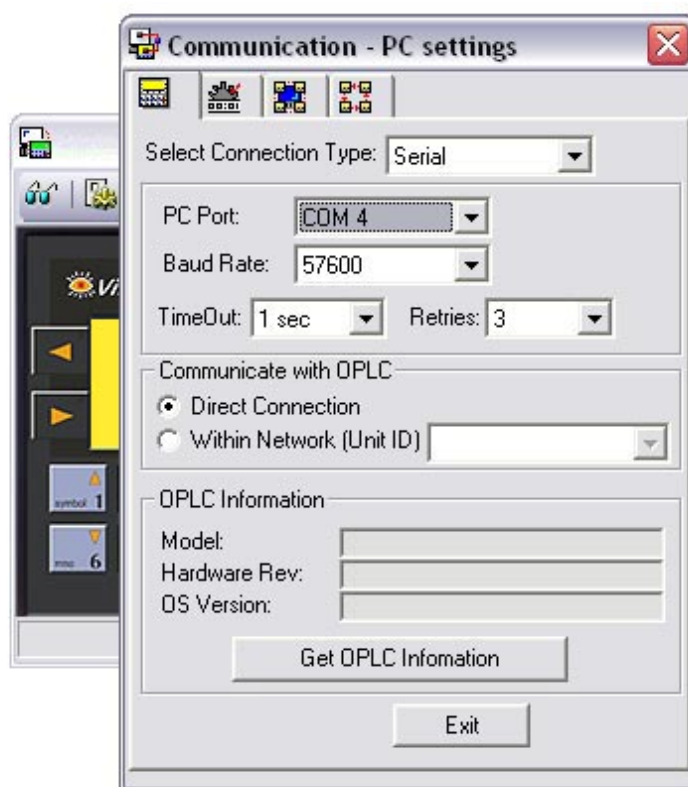 Communication - PC settings
Select Connection Type: Serial
PC Port: COM 4
Baud Rate: 57600
TimeOut: 1 sec Retries: 3
Communicate with OPLC
Direct Connection
Within Network (Unit ID)
OPLC Information
Model:
Hardware Rev:
OS Version:
Get OPLC Infomation
Exit
Vi
symbol 1
mno 6